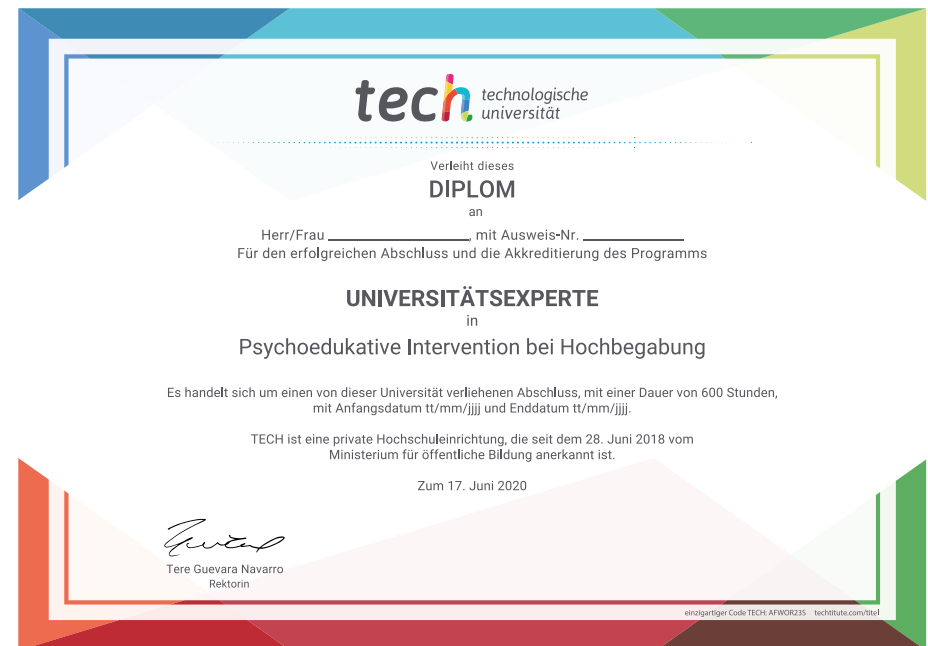 tech technologische
universität
Verleiht dieses
DIPLOM
an
Herr/Frau ____________________, mit Ausweis-Nr. ______________
Für den erfolgreichen Abschluss und die Akkreditierung des Programms
UNIVERSITÄTSEXPERTE
in
Psychoedukative Intervention bei Hochbegabung
Es handelt sich um einen von dieser Universität verliehenen Abschluss, mit einer Dauer von 600 Stunden,
mit Anfangsdatum tt/mm/jjjj und Enddatum tt/mm/jjjj.
TECH ist eine private Hochschuleinrichtung, die seit dem 28. Juni 2018 vom
Ministerium für öffentliche Bildung anerkannt ist.
Zum 17. Juni 2020
Tere Guevara Navarro
Rektorin
einzigartiger Code TECH: AFWOR235 techtitute.com/titel